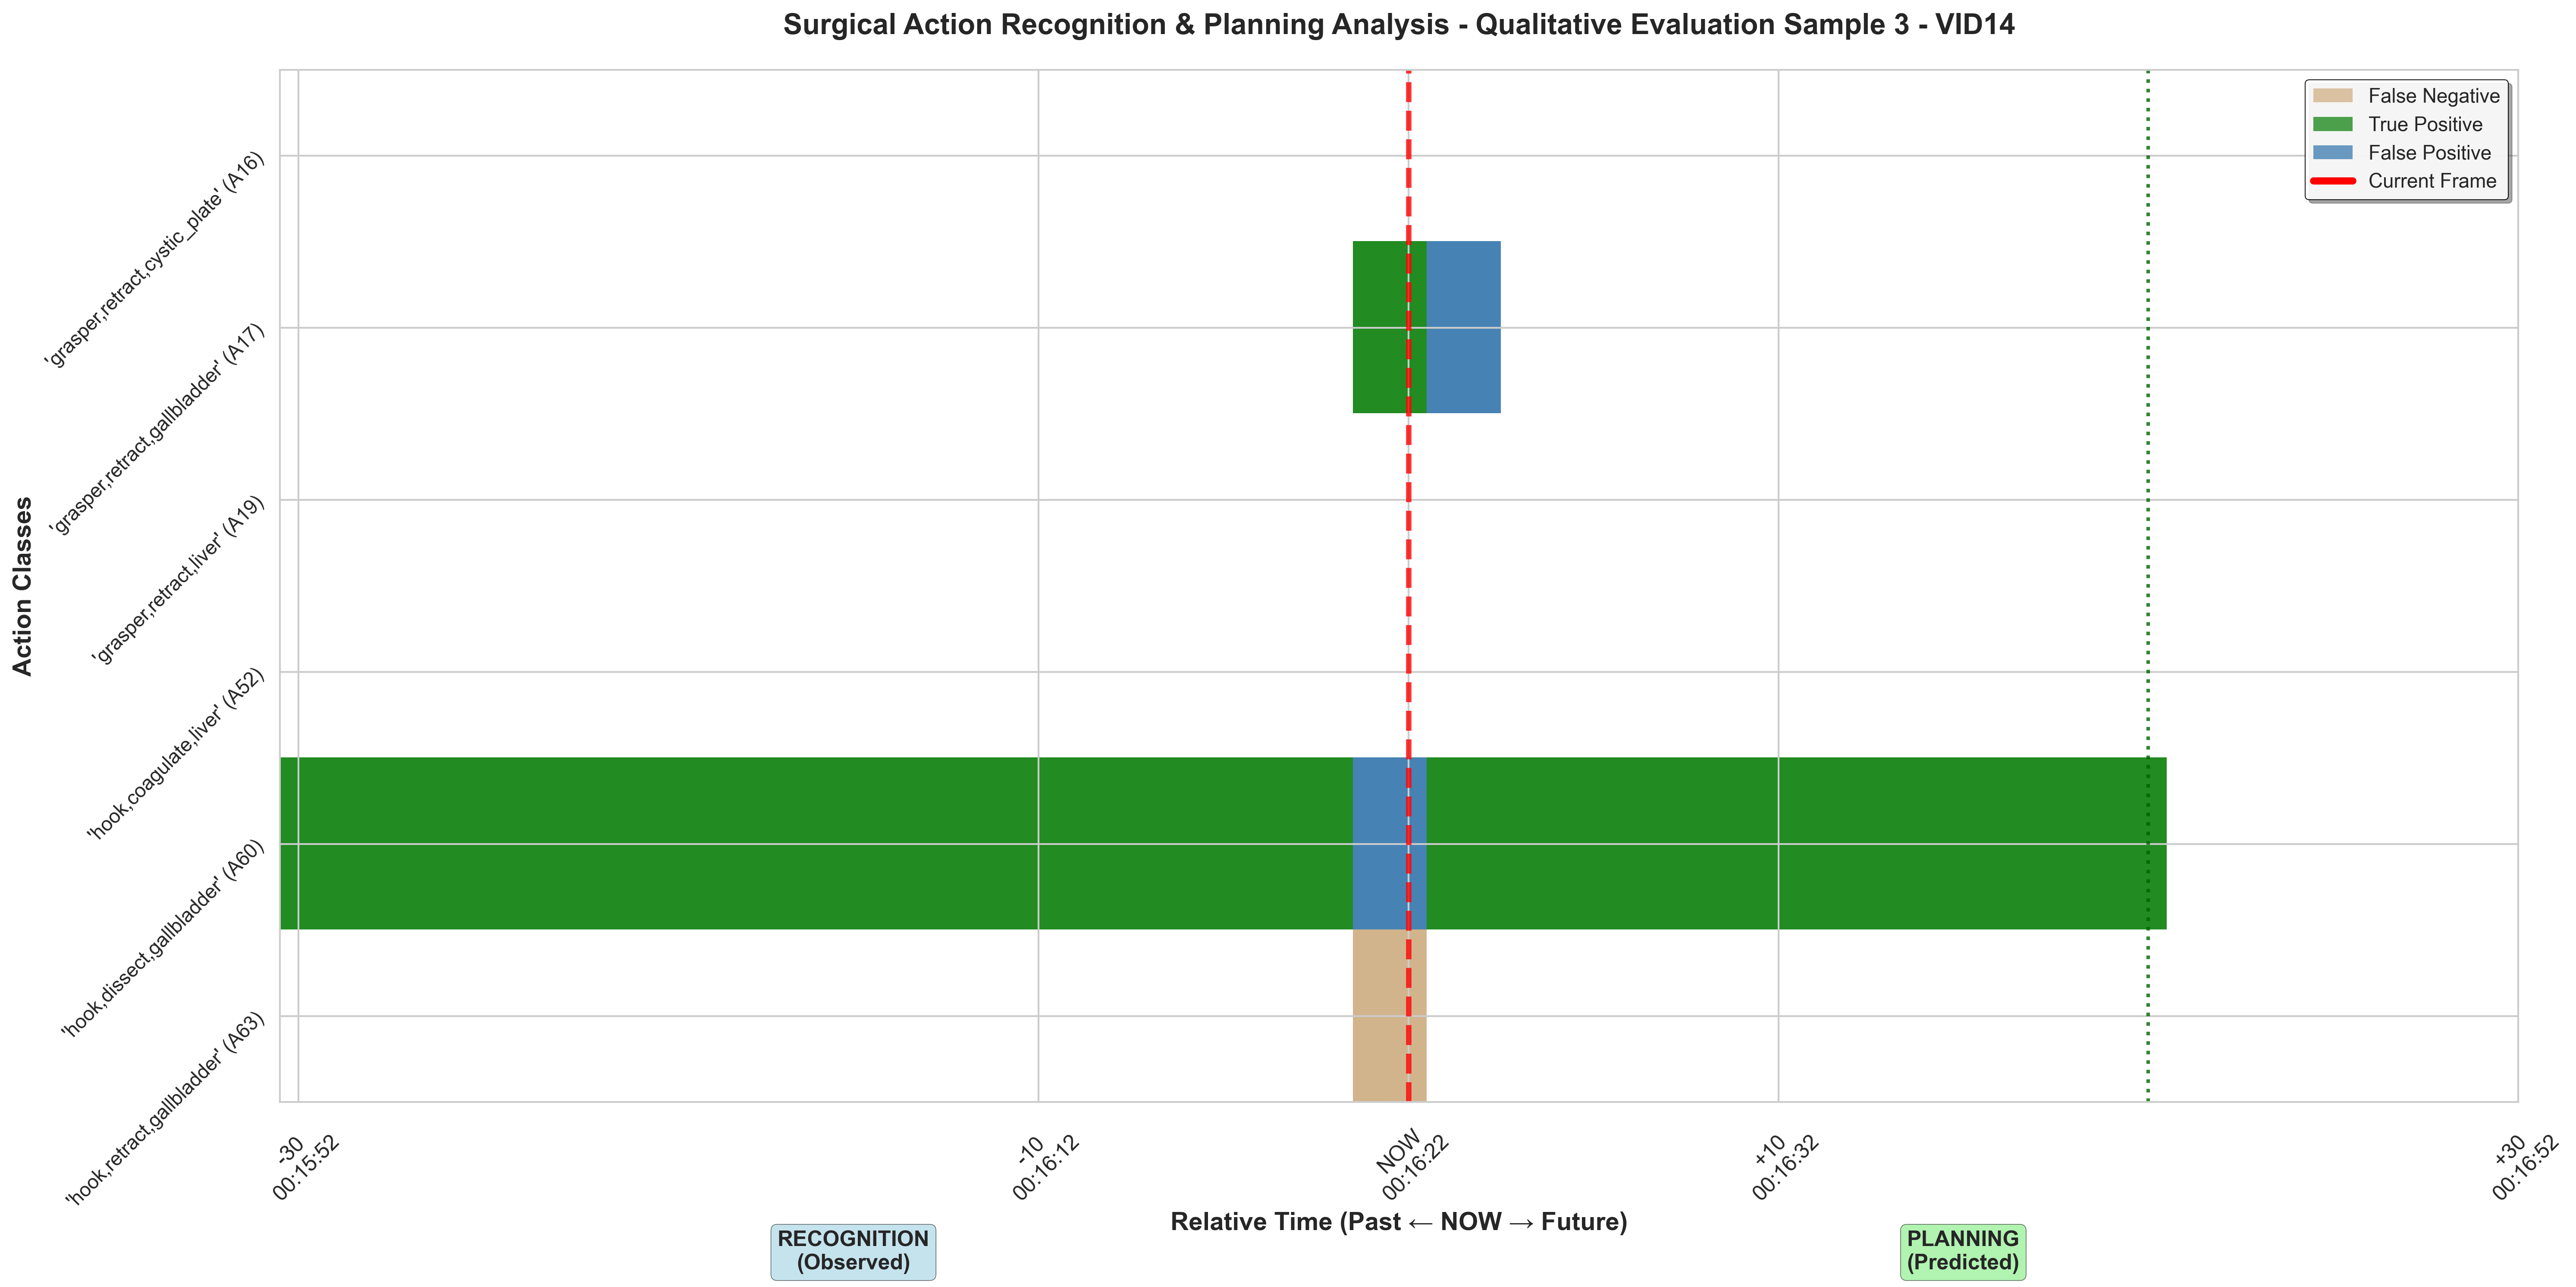 Surgical Action Recognition & Planning Analysis - Qualitative Evaluation Sample 3 - VID14
False Negative
True Positive
False Positive
Current Frame
Action Classes
'grasper,retract,cystic_plate' (A16)
'grasper,retract,gallbladder' (A17)
'grasper,retract,liver' (A19)
'hook,coagulate,liver' (A52)
'hook,dissect,gallbladder' (A60)
'hook,retract,gallbladder' (A63)
-30
00:15:52
-10
00:16:12
NOW
00:16:22
+10
00:16:32
+30
00:16:52
Relative Time (Past ← NOW → Future)
RECOGNITION
(Observed)
PLANNING
(Predicted)